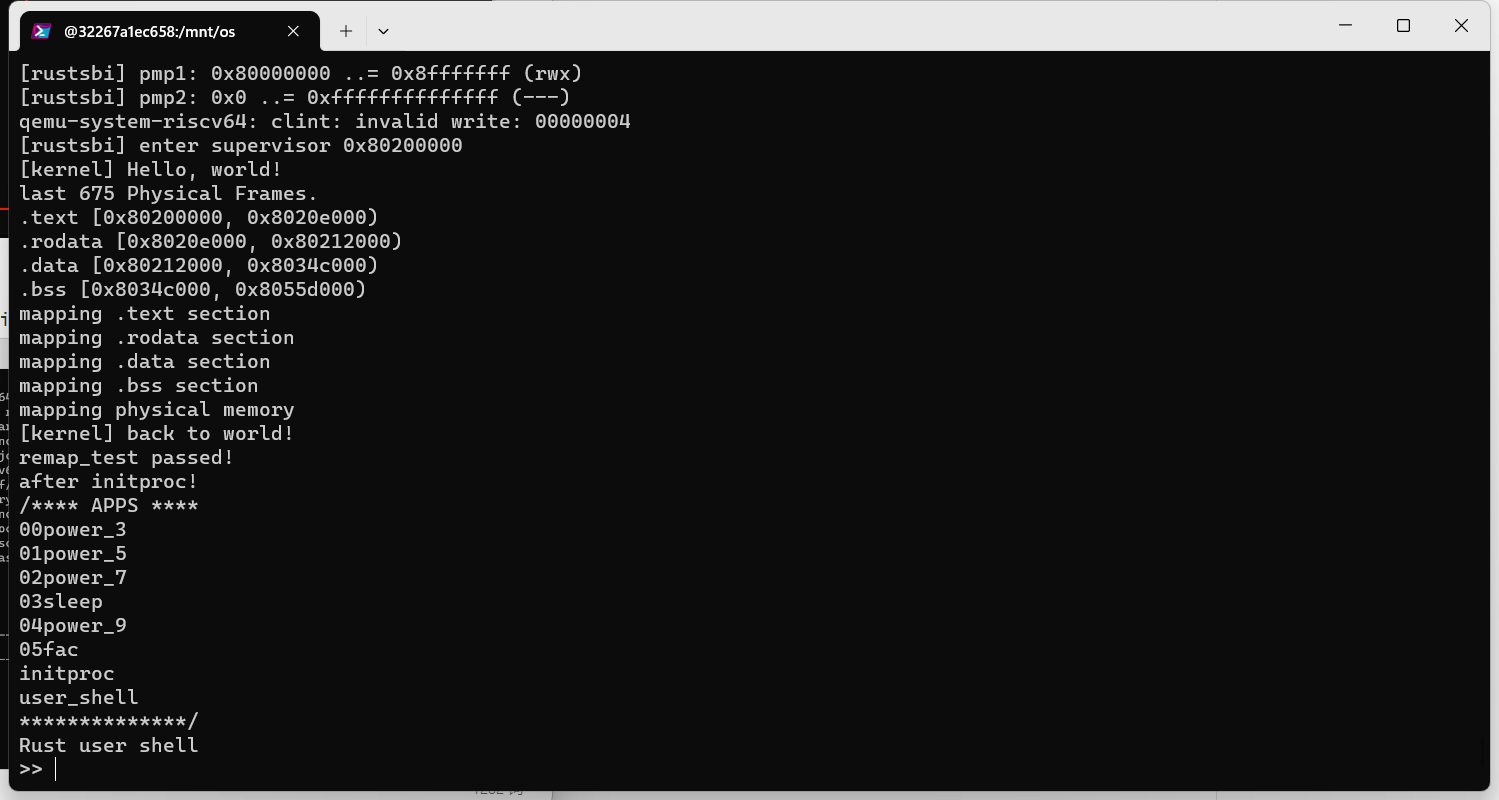 @32267a1ec658:/mnt/os
[rustsbi] pmp1: 0x80000000 ..= 0x8fffffff (rwx)
[rustsbi] pmp2: 0x0 ..= 0xffffffffffffff (---)
qemu-system-riscv64: clint: invalid write: 00000004
[rustsbi] enter supervisor 0x80200000
[kernel] Hello, world!
last 675 Physical Frames.
.text [0x80200000, 0x8020e000)
.rodata [0x8020e000, 0x80212000)
.data [0x80212000, 0x8034c000)
.bss [0x8034c000, 0x8055d000)
mapping .text section
mapping .rodata section
mapping .data section
mapping .bss section
mapping physical memory
[kernel] back to world!
remap_test passed!
after initproc!
/**** APPS ****
00power_3
01power_5
02power_7
03sleep
04power_9
05fac
initproc
user_shell
**************/
Rust user shell
>>